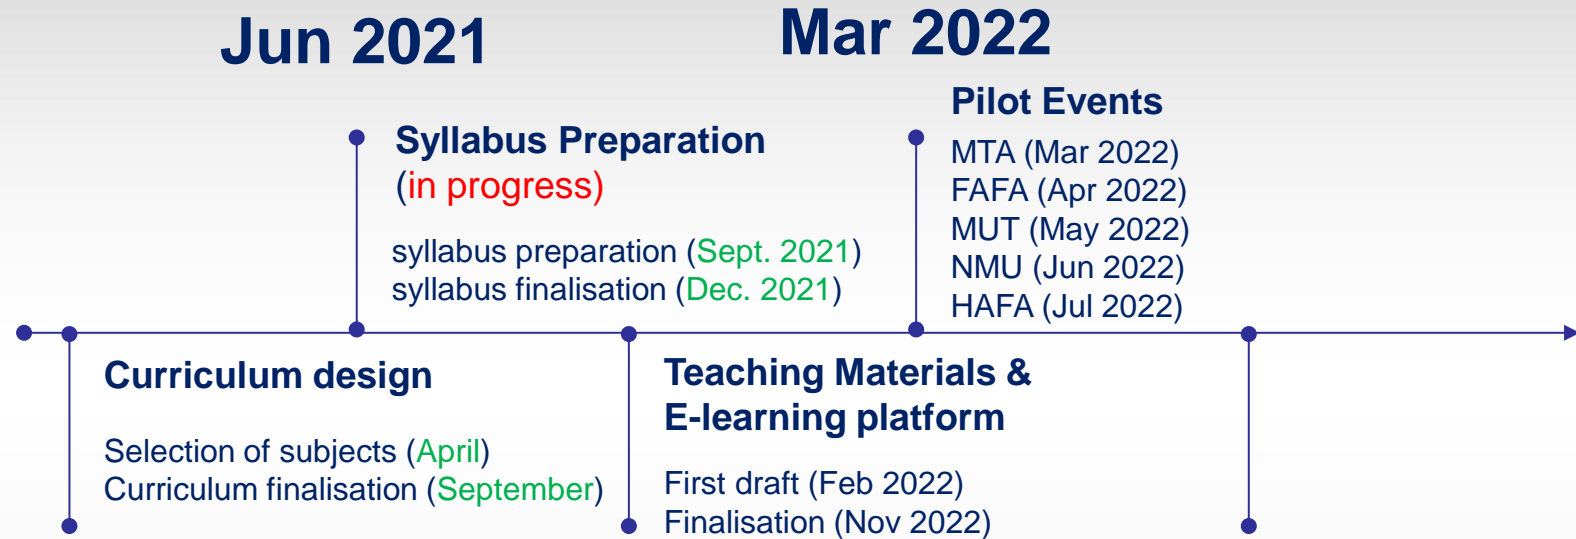 Jun 2021
Mar 2022
Pilot Events
MTA (Mar 2022)
FAFA (Apr 2022)
MUT (May 2022)
NMU (Jun 2022)
HAFA (Jul 2022)
Syllabus Preparation
(in progress)
syllabus preparation (Sept. 2021)
syllabus finalisation (Dec. 2021)
Curriculum design
Selection of subjects (April)
Curriculum finalisation (September)
Teaching Materials &
E-learning platform
First draft (Feb 2022)
Finalisation (Nov 2022)